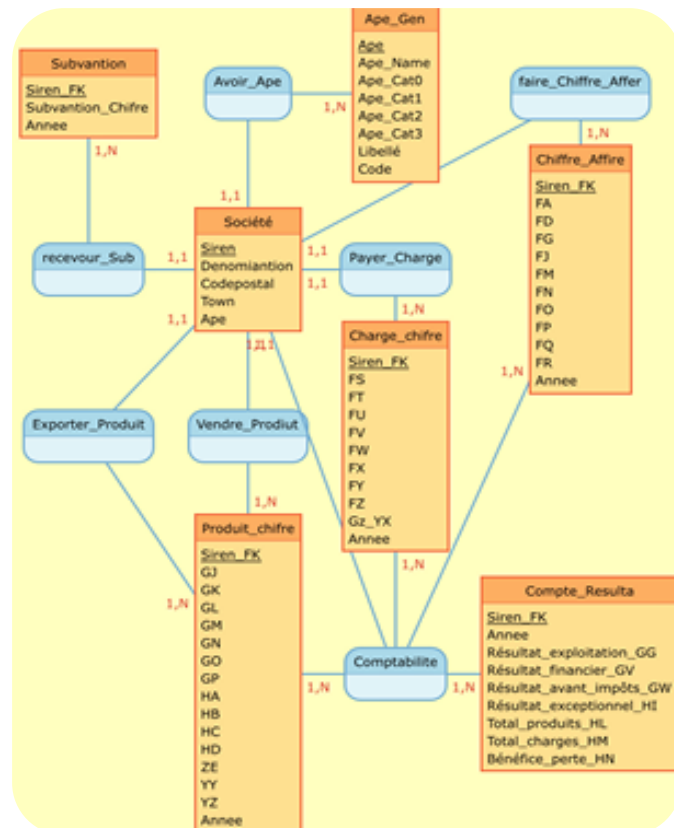 Ape_Gen
Ape
Ape_Name
Ape_Cat0
Ape_Cat1
Ape_Cat2
Ape_Cat3
Libellé
Code
Subvantion
Siren_FK
Subvantion_Chifre
Annee
Avoir_Ape
1,N
faire_Chiffre_Affer
1,N
1,N
Chiffre_Affire
Siren_FK
FA
FD
FG
FJ
FM
FN
FO
FP
FQ
FR
Annee
1,N
1,1
Société
Siren
Denomiantion
Codepostal
Town
Ape
recevour_Sub
1,1
1,1
1,1
Payer_Charge
1,N
1,1
1,1
Charge_chifre
Siren_FK
FS
FT
FU
FV
FW
FX
FY
FZ
Gz_YX
Annee
1,N
Exporter_Produit
Vendre_Prodiut
1,N
Produit_chifre
Siren_FK
GJ
GK
GL
GM
GN
GO
GP
HA
HB
HC
HD
ZE
YY
YZ
Annee
1,N
Comptabilite
1,N
1,N
Compte_Resulta
Siren_FK
Annee
Résultat_exploitation_GG
Résultat_financier_GV
Résultat_avant_impôts_GW
Résultat_exceptionnel_HI
Total_produits_HL
Total_charges_HM
Bénéfice_perte_HN